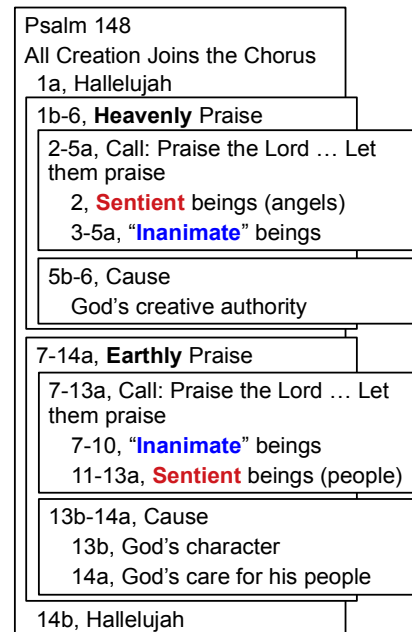 Psalm 148
All Creation Joins the Chorus
1a, Hallelujah
1b-6, Heavenly Praise
2-5a, Call: Praise the Lord … Let
them praise
2, Sentient beings (angels)
3-5a, “Inanimate” beings
5b-6, Cause
God’s creative authority
7-14a, Earthly Praise
7-13a, Call: Praise the Lord … Let
them praise
7-10, “Inanimate” beings
11-13a, Sentient beings (people)
13b-14a, Cause
13b, God’s character
14a, God’s care for his people
14b, Hallelujah